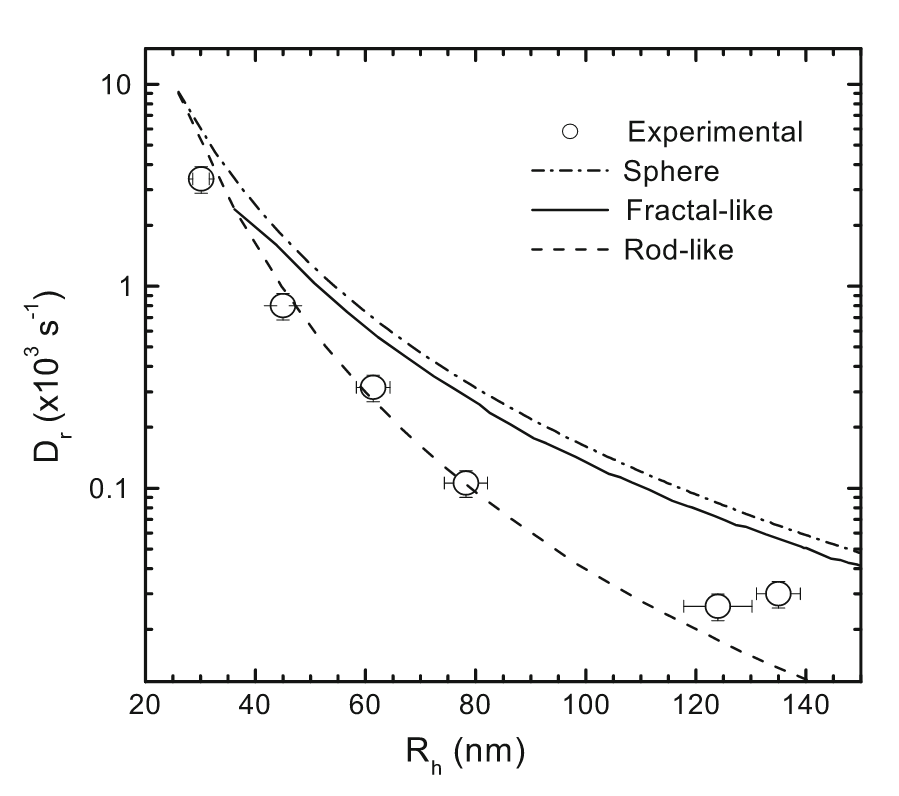 10
1
0.1
D_r (x10^3 s^-1)
Experimental
Sphere
Fractal-like
Rod-like
20 40 60 80 100 120 140
R_h (nm)